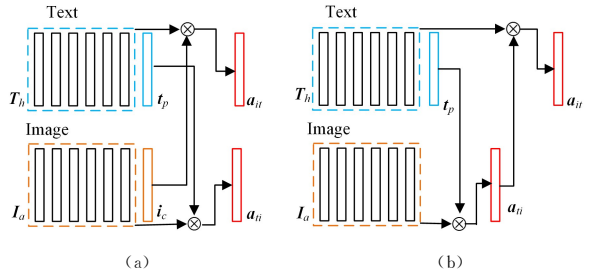 Text
T_h
t_p
a_it
Image
I_a
i_c
a_ti
(a)
Text
T_h
t_p
a_it
Image
I_a
a_ti
(b)